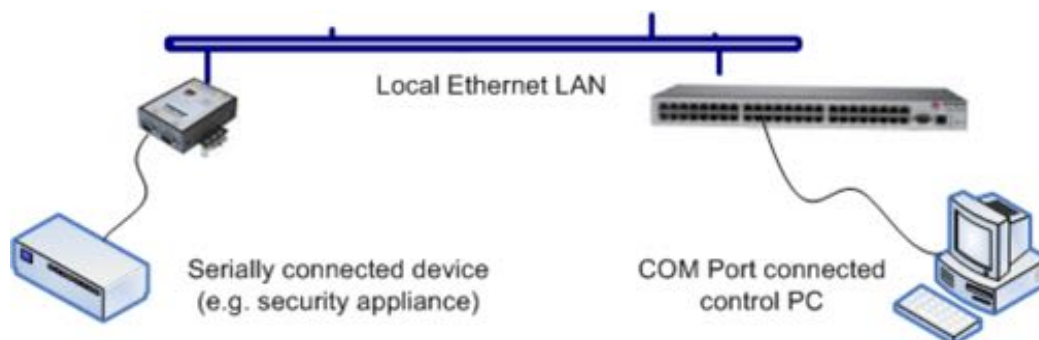 Local Ethernet LAN
Serially connected device
(e.g. security appliance)
COM Port connected
control PC